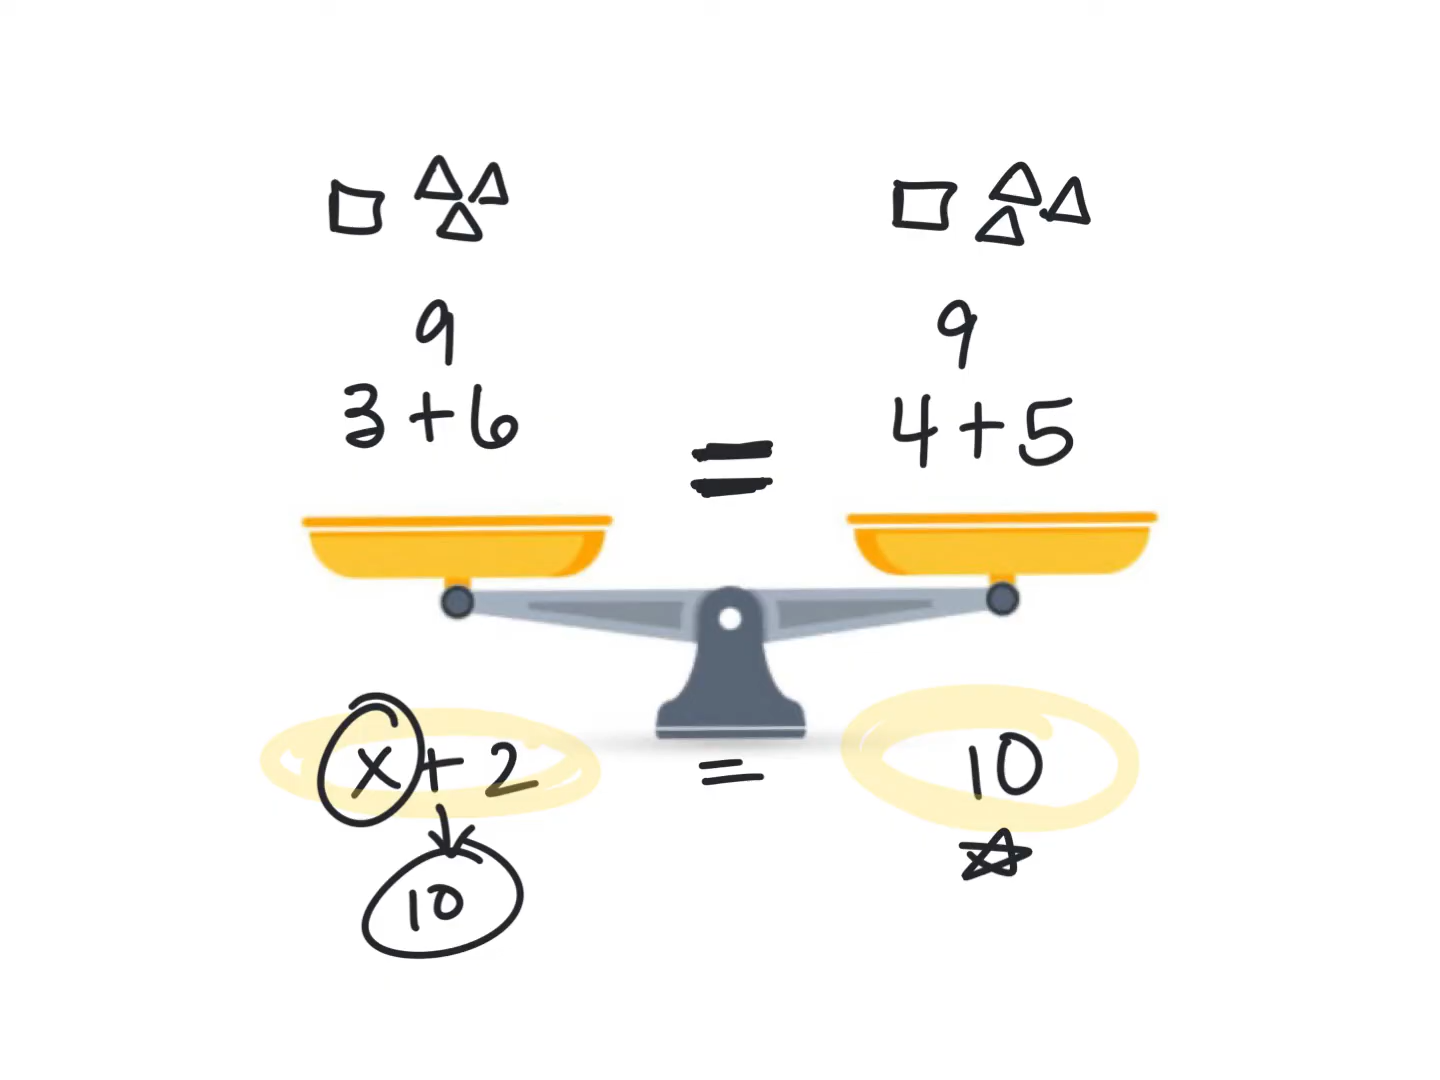 9 9
3+6 = 4+5
x+2 = 10
10